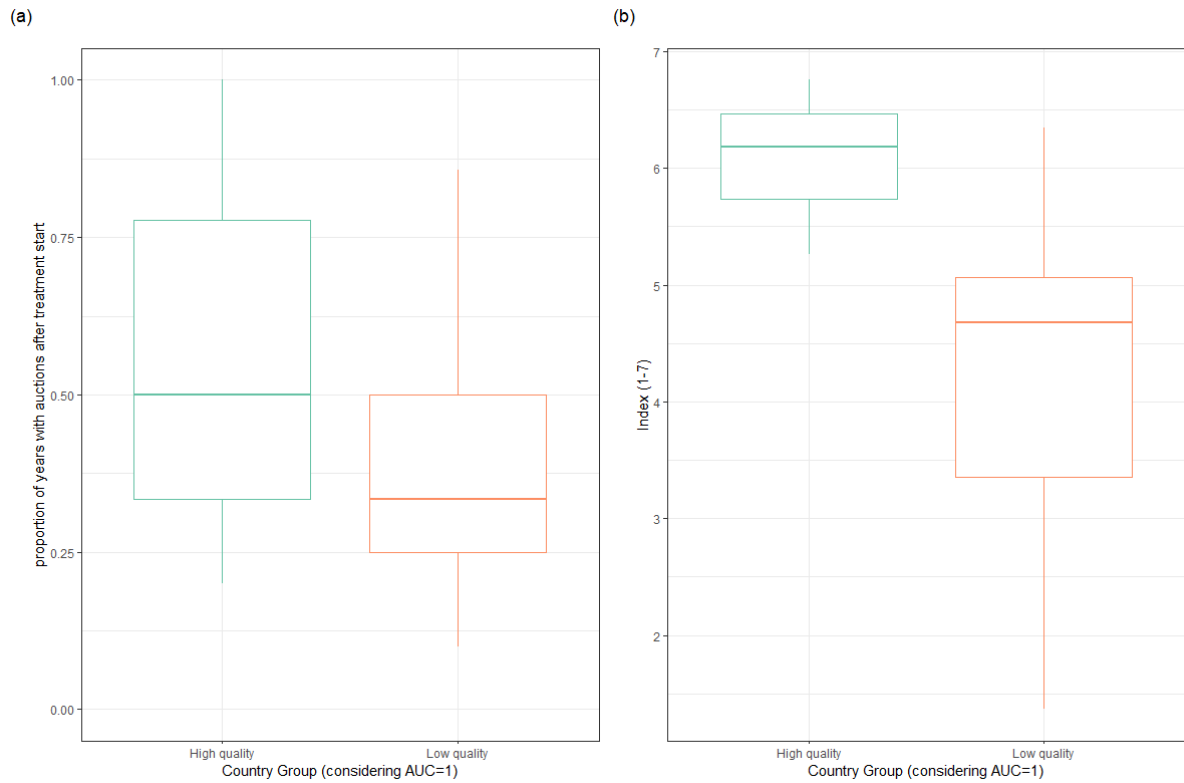 (a)
proportion of years with auctions after treatment start
1.00
0.75
0.50
0.25
0.00
High quality
Low quality
Country Group (considering AUC=1)
(b)
Index (1-7)
7
6
5
4
3
2
High quality
Low quality
Country Group (considering AUC=1)